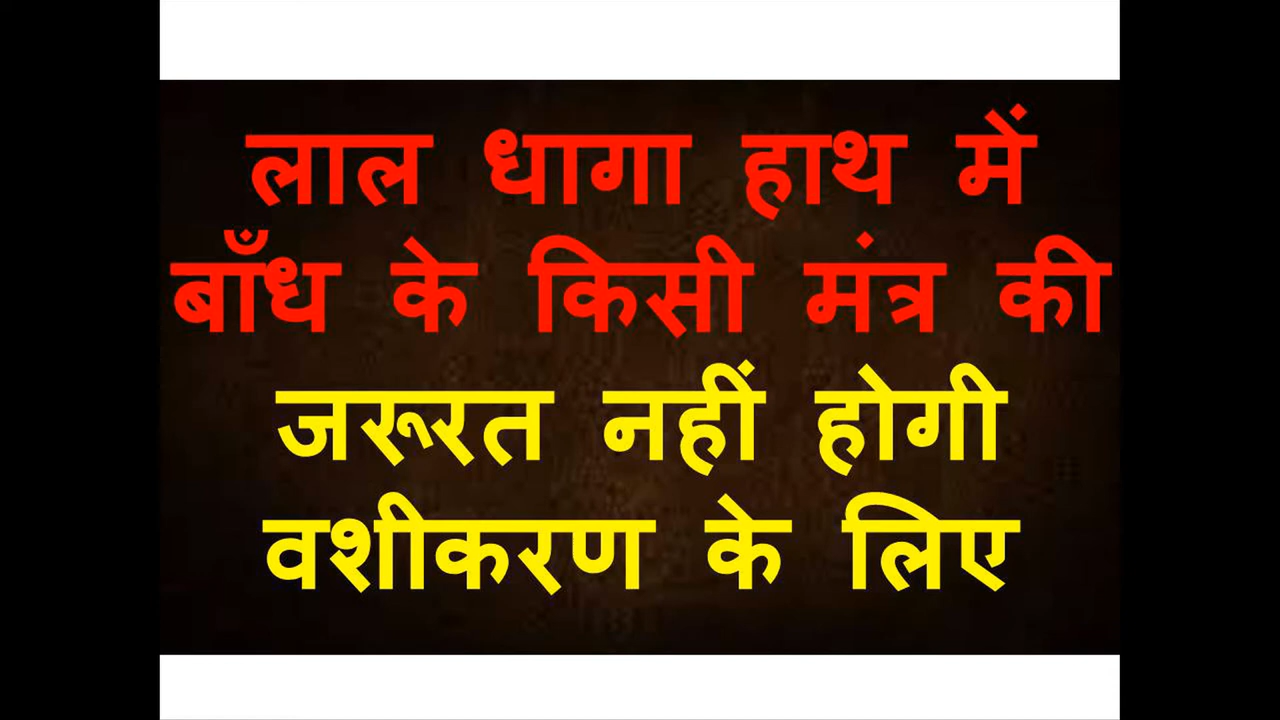 लाल धागा हाथ में
बाँध के किसी मंत्र की
जरूरत नहीं होगी
वशीकरण के लिए